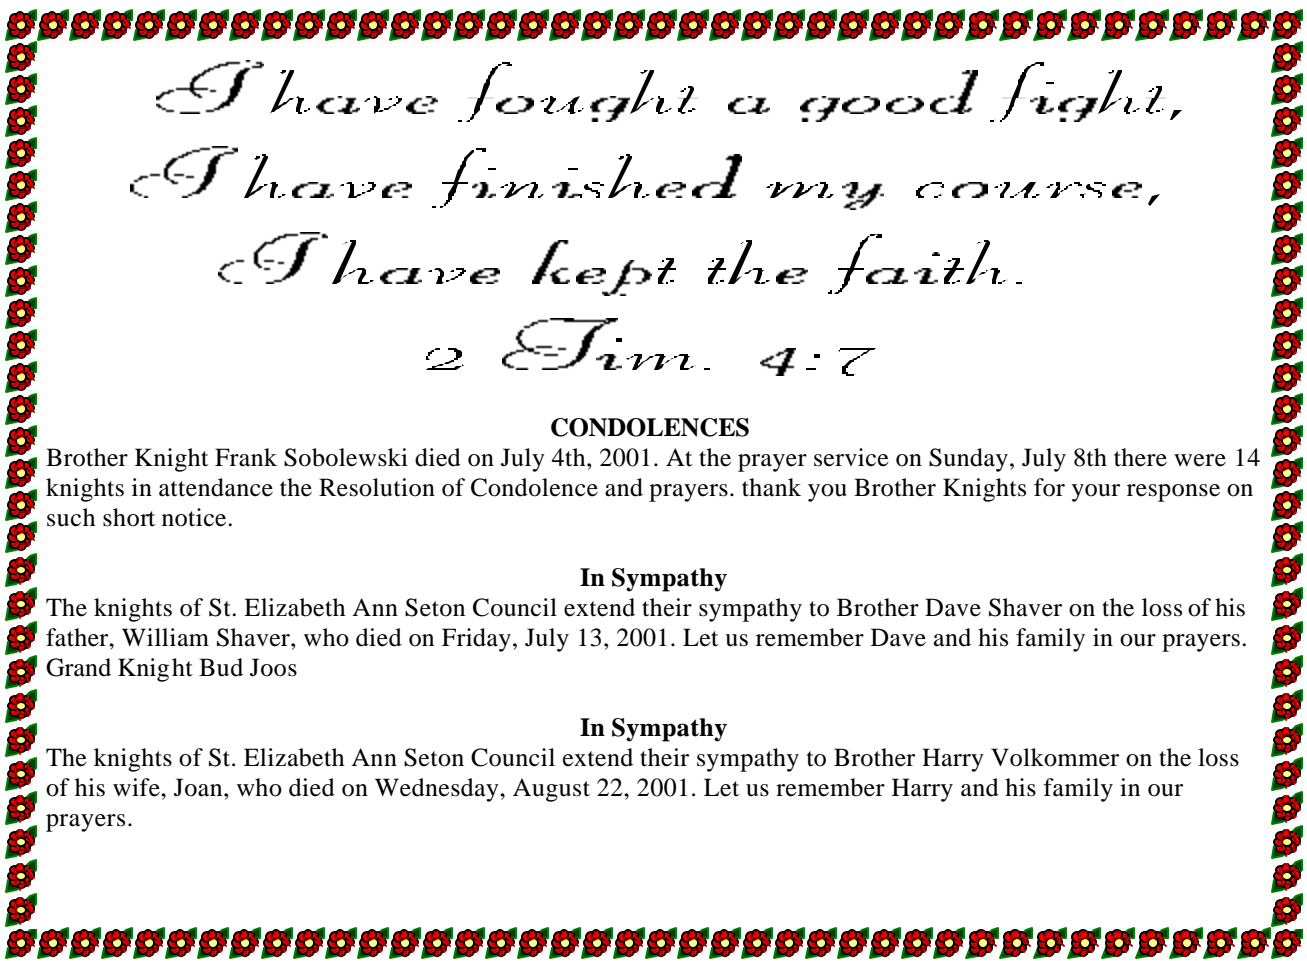 I have fought a good fight,
I have finished my course,
I have kept the faith.
2 Tim. 4:7
CONDOLENCES
Brother Knight Frank Sobolewski died on July 4th, 2001. At the prayer service on Sunday, July 8th there were 14
knights in attendance the Resolution of Condolence and prayers. thank you Brother Knights for your response on
such short notice.
In Sympathy
The knights of St. Elizabeth Ann Seton Council extend their sympathy to Brother Dave Shaver on the loss of his
father, William Shaver, who died on Friday, July 13, 2001. Let us remember Dave and his family in our prayers.
Grand Knight Bud Joos
In Sympathy
The knights of St. Elizabeth Ann Seton Council extend their sympathy to Brother Harry Volkommer on the loss
of his wife, Joan, who died on Wednesday, August 22, 2001. Let us remember Harry and his family in our
prayers.